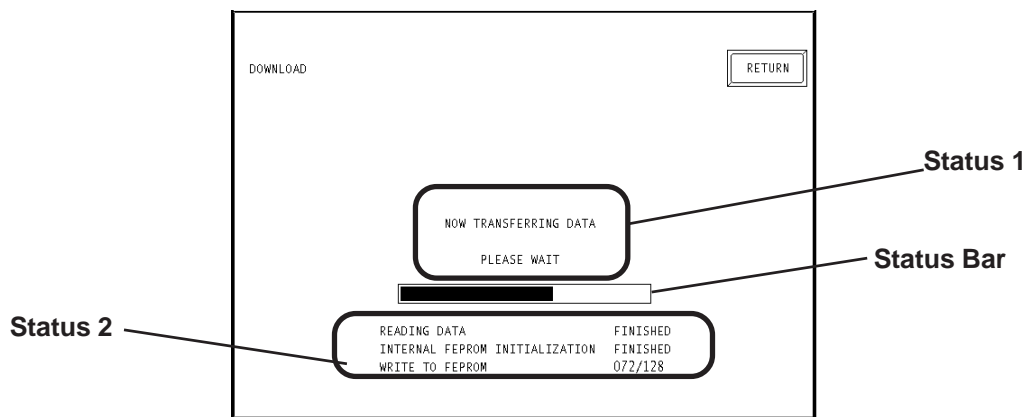 DOWNLOAD
RETURN
Status 1
NOW TRANSFERRING DATA
PLEASE WAIT
Status Bar
Status 2
READING DATA FINISHED
INTERNAL FEPROM INITIALIZATION FINISHED
WRITE TO FEPROM 072/128